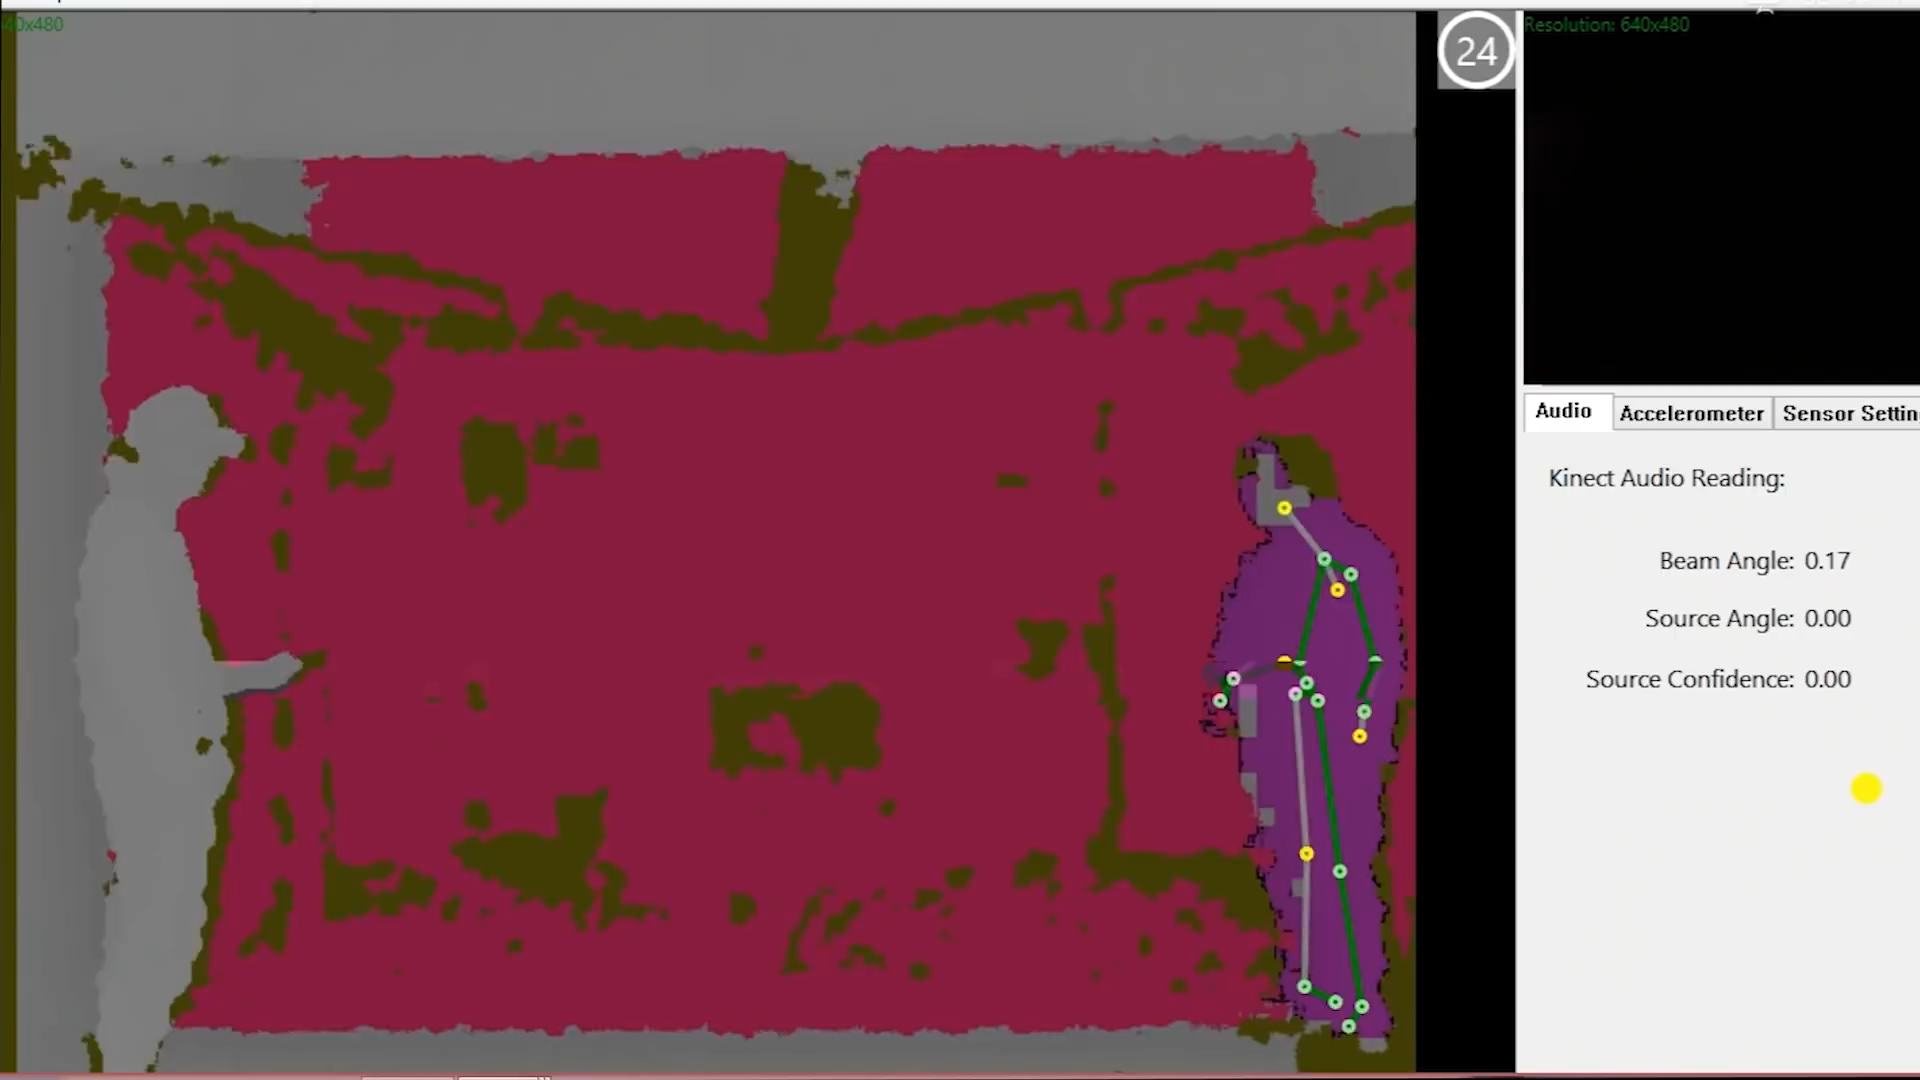 40x480
24
Resolution: 640x480
Audio
Accelerometer
Sensor Settin
Kinect Audio Reading:
Beam Angle: 0.17
Source Angle: 0.00
Source Confidence: 0.00